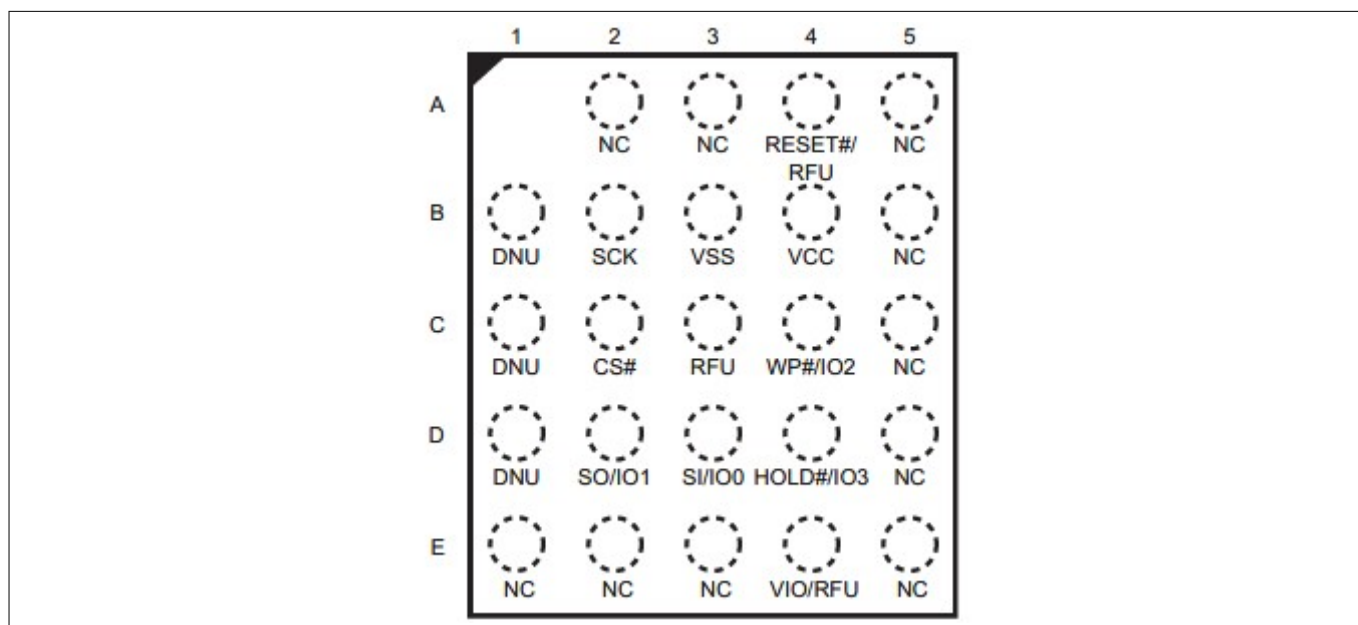 1 2 3 4 5
A
NC NC RESET#/ NC
RFU
B
DNU SCK VSS VCC NC
C
DNU CS# RFU WP#/IO2 NC
D
DNU SO/IO1 SI/IO0 HOLD#/IO3 NC
E
NC NC NC VIO/RFU NC